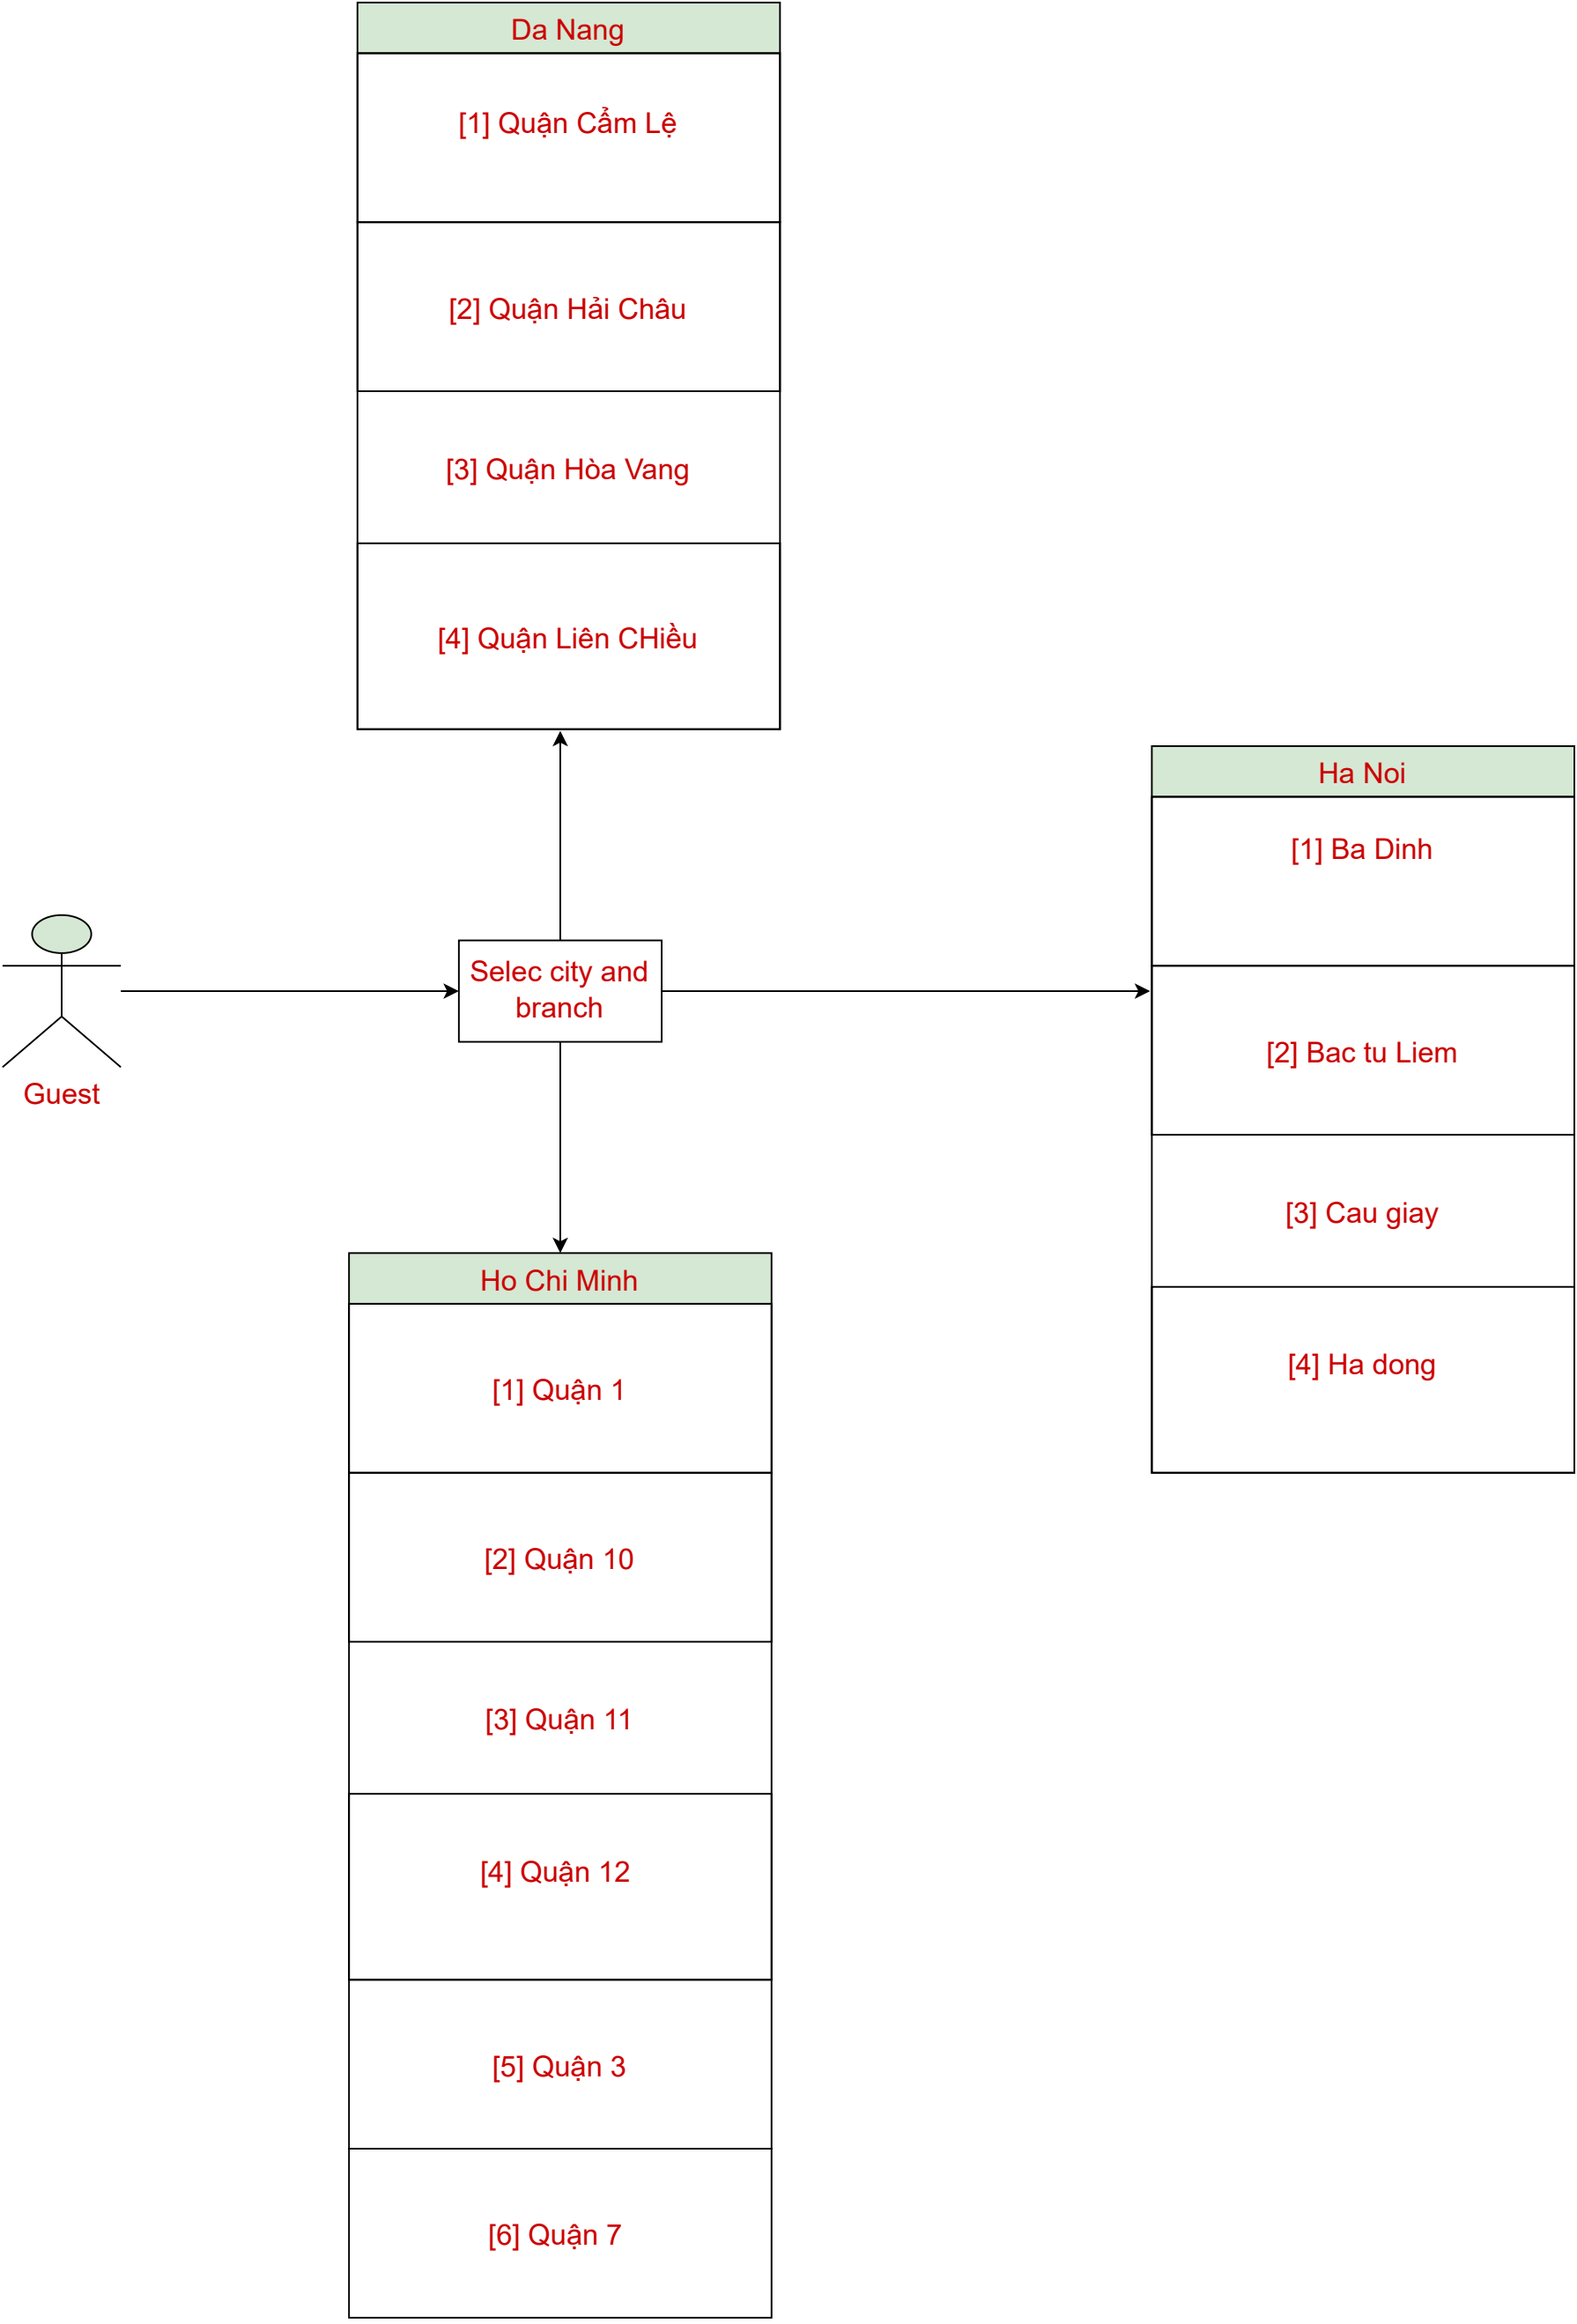 Da Nang
[1] Quận Cẩm Lệ
[2] Quận Hải Châu
[3] Quận Hòa Vang
[4] Quận Liên CHiều
Ha Noi
[1] Ba Dinh
[2] Bac tu Liem
[3] Cau giay
[4] Ha dong
Selec city and
branch
Guest
Ho Chi Minh
[1] Quận 1
[2] Quận 10
[3] Quận 11
[4] Quận 12
[5] Quận 3
[6] Quận 7